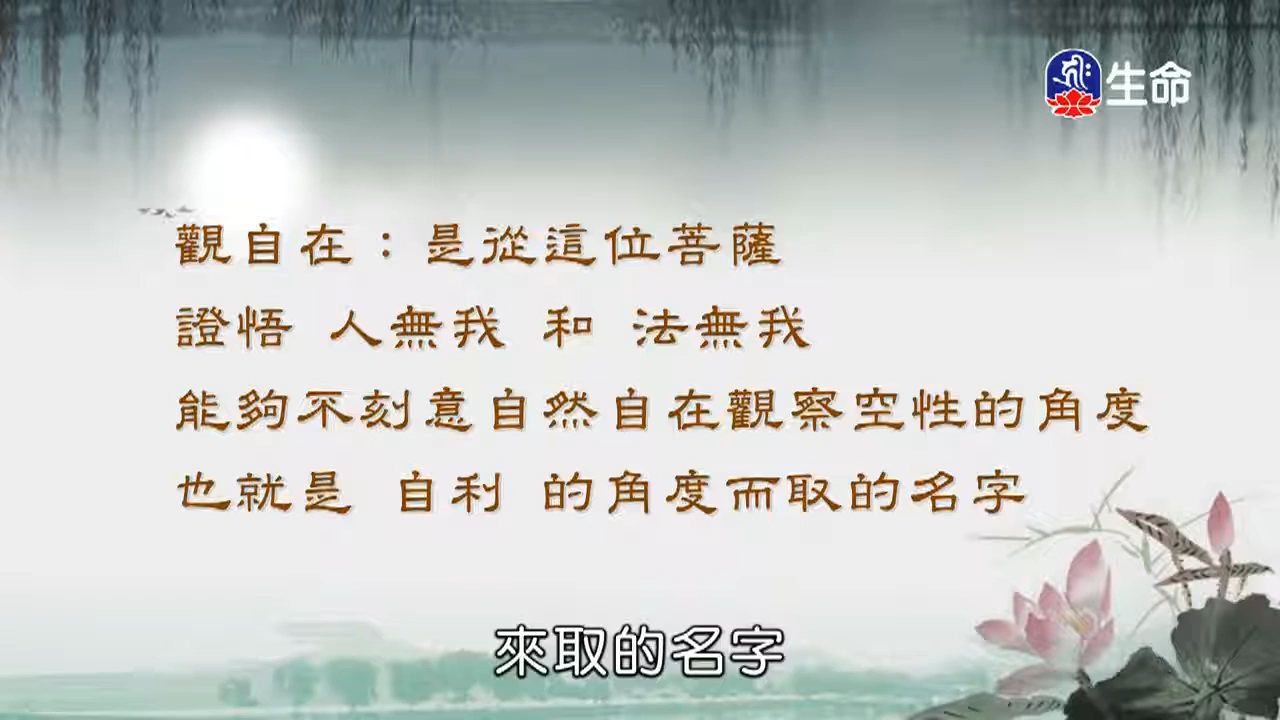 生命
觀自在：是從這位菩薩
證悟 人無我 和 法無我
能夠不刻意自然自在觀察空性的角度
也就是 自利 的角度而取的名字
來取的名字